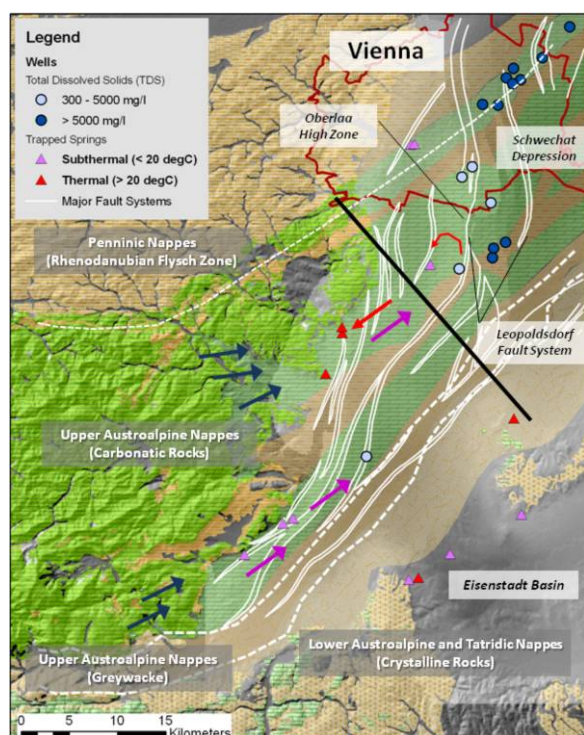 Legend
Wells
Total Dissolved Solids (TDS)
300 - 5000 mg/l
> 5000 mg/l
Trapped Springs
Subthermal (< 20 degC)
Thermal (> 20 degC)
Major Fault Systems
Vienna
Oberlaa
High Zone
Schwechat
Depression
Penninic Nappes
(Rhenodanubian Flysch Zone)
Leopoldsdorf
Fault System
Upper Austroalpine Nappes
(Carbonatic Rocks)
Eisenstadt Basin
Upper Austroalpine Nappes
(Greywacke)
Lower Austroalpine and Tatridic Nappes
(Crystalline Rocks)
0 2,5 5 10 15
Kilometers